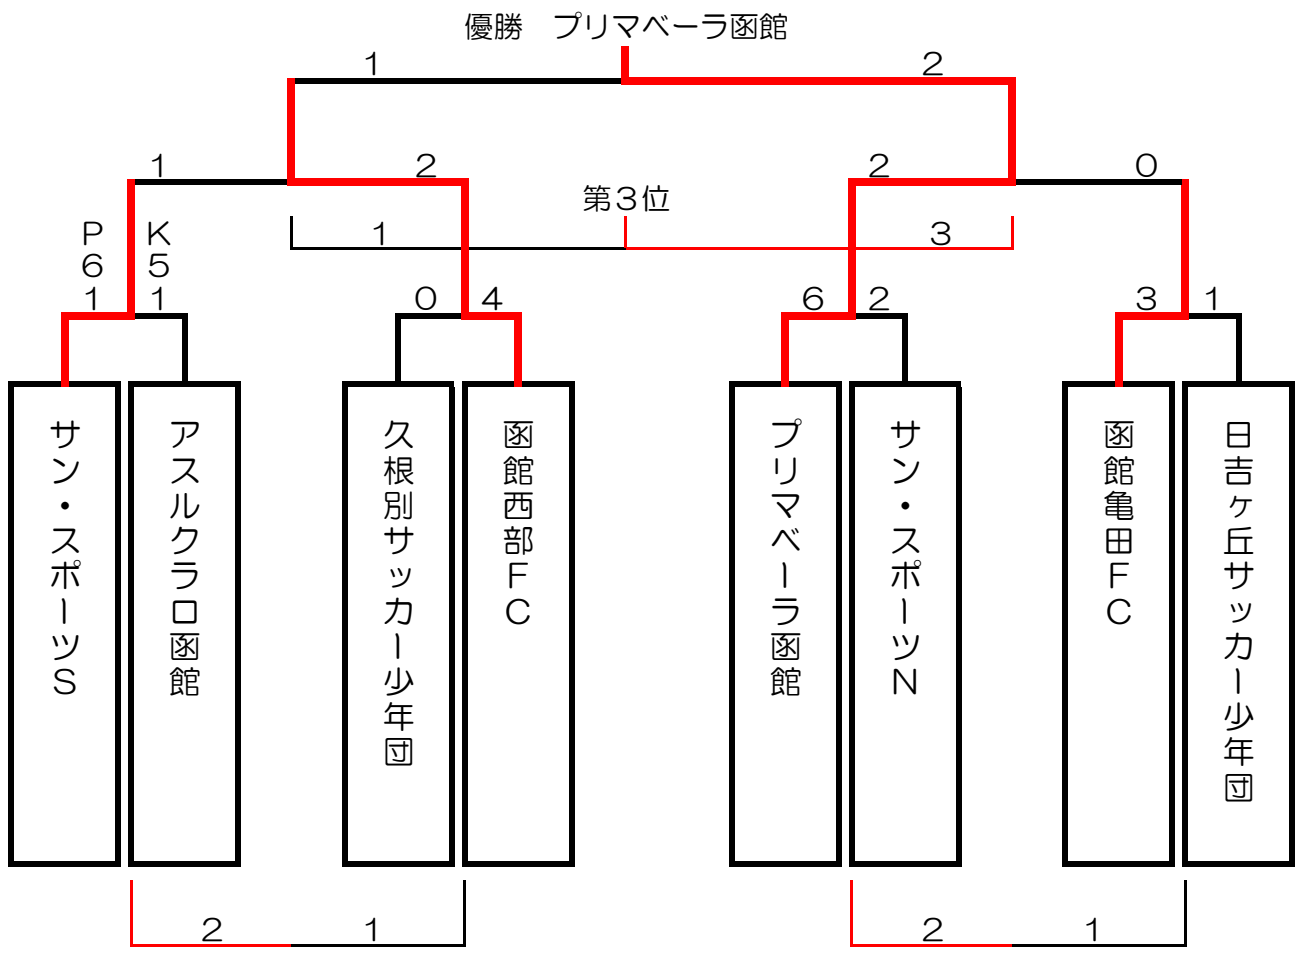 優勝　プリマベーラ函館
1 2
1 2 2 0
第3位
1 3
P K
6 5
1 1 0 4 6 2 3 1
サン・スポーツS
アスルクラロ函館
久根別サッカー少年団
函館西部FC
プリマベーラ函館
サン・スポーツN
函館亀田FC
日吉ヶ丘サッカー少年団
2 1 2 1